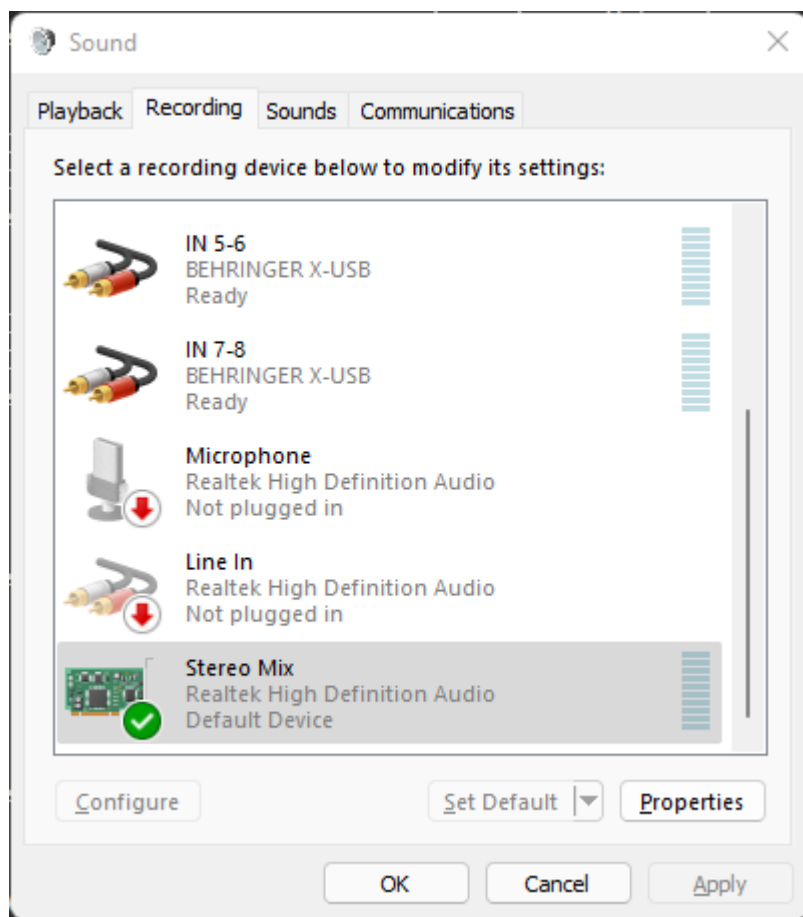 Sound
Playback Recording Sounds Communications
Select a recording device below to modify its settings:
IN 5-6
BEHRINGER X-USB
Ready
IN 7-8
BEHRINGER X-USB
Ready
Microphone
Realtek High Definition Audio
Not plugged in
Line In
Realtek High Definition Audio
Not plugged in
Stereo Mix
Realtek High Definition Audio
Default Device
Configure Set Default Properties
OK Cancel Apply